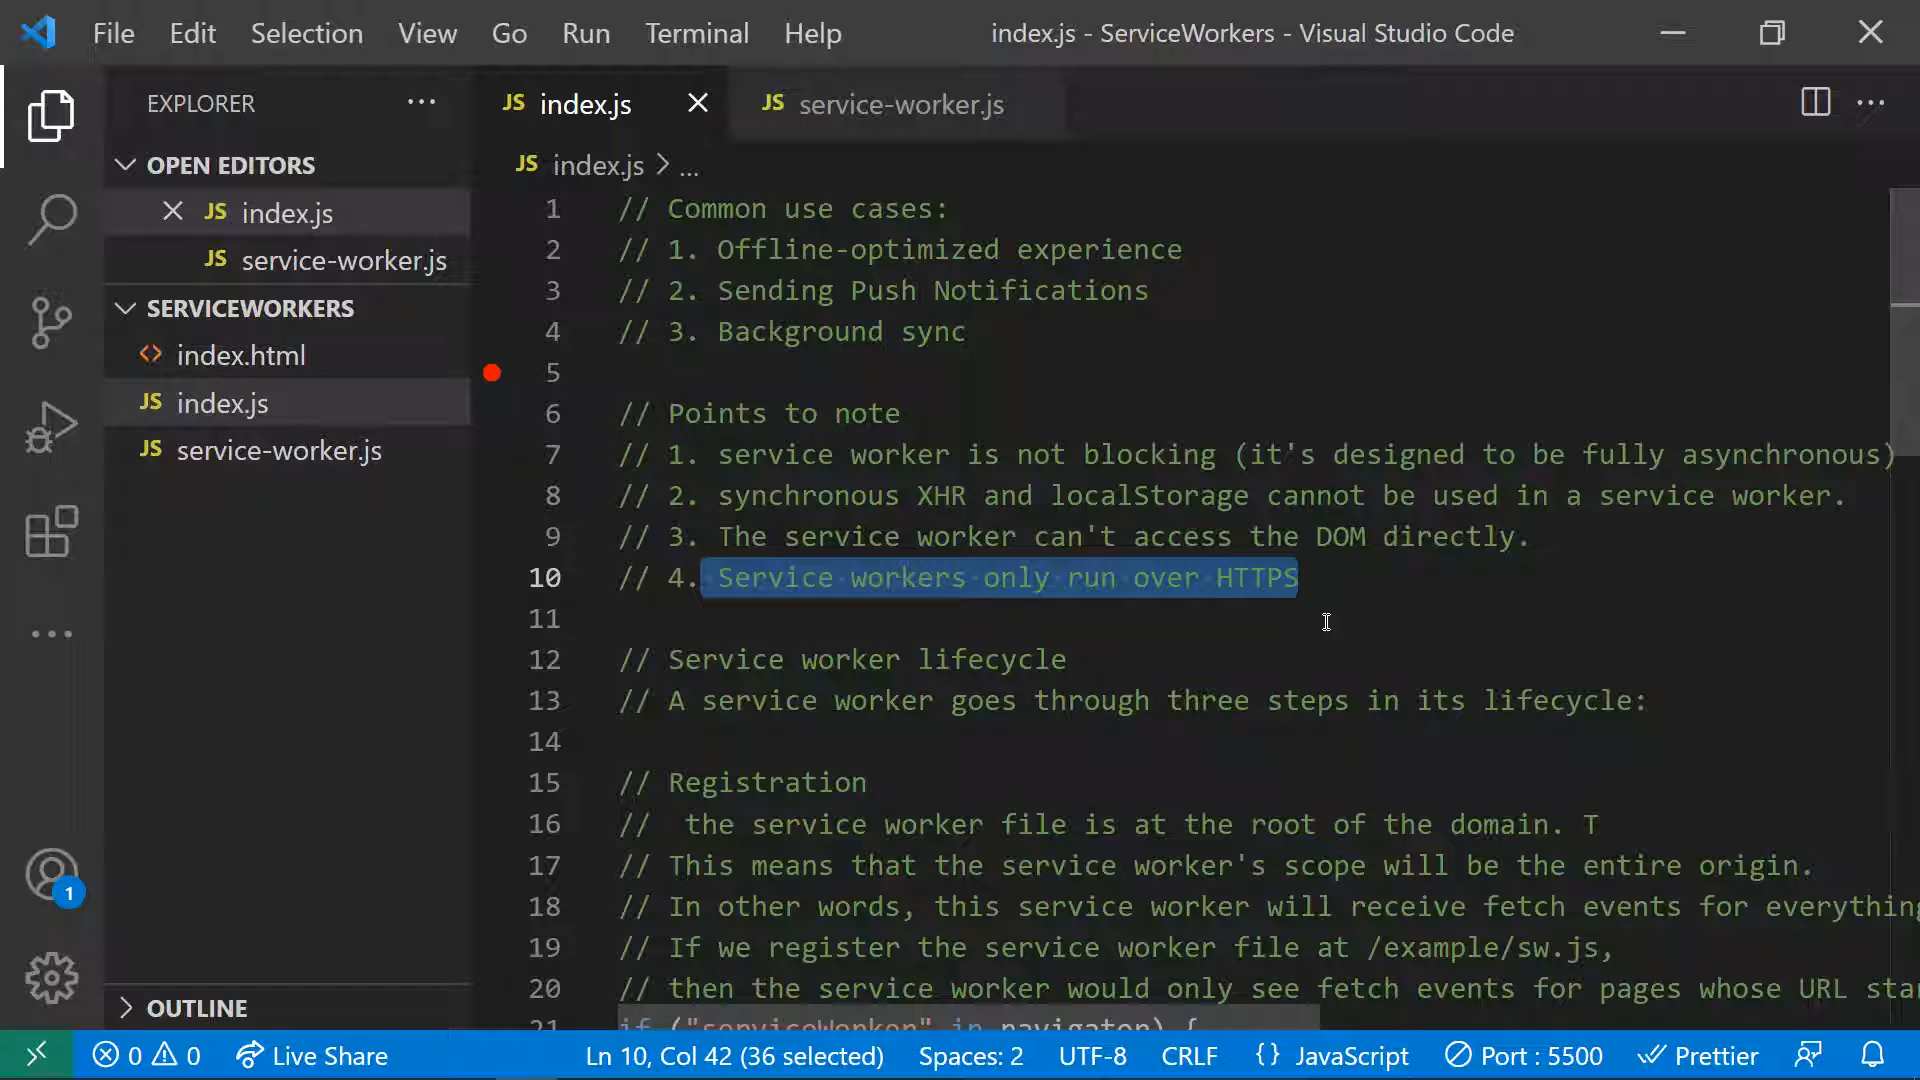 File Edit Selection View Go Run Terminal Help index.js - ServiceWorkers - Visual Studio Code
EXPLORER
OPEN EDITORS
JS index.js
JS service-worker.js
SERVICEWORKERS
<> index.html
JS index.js
JS service-worker.js
OUTLINE
JS index.js JS service-worker.js
JS index.js > ...
1 // Common use cases:
2 // 1. Offline-optimized experience
3 // 2. Sending Push Notifications
4 // 3. Background sync
5
6 // Points to note
7 // 1. service worker is not blocking (it's designed to be fully asynchronous)
8 // 2. synchronous XHR and localStorage cannot be used in a service worker.
9 // 3. The service worker can't access the DOM directly.
10 // 4. Service workers only run over HTTPS
11
12 // Service worker lifecycle
13 // A service worker goes through three steps in its lifecycle:
14
15 // Registration
16 //  the service worker file is at the root of the domain. T
17 // This means that the service worker's scope will be the entire origin.
18 // In other words, this service worker will receive fetch events for everything
19 // If we register the service worker file at /example/sw.js,
20 // then the service worker would only see fetch events for pages whose URL star
21 if ("serviceWorker" in navigator) {
1
0 0 Live Share Ln 10, Col 42 (36 selected) Spaces: 2 UTF-8 CRLF {} JavaScript Port : 5500 Prettier